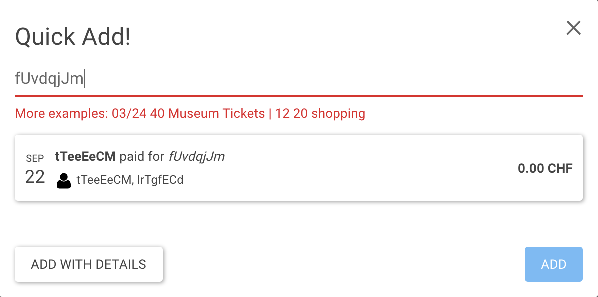 Quick Add!
fUvdqjJm
More examples: 03/24 40 Museum Tickets | 12 20 shopping
SEP
22
tTeeEeCM paid for fUvdqjJm
tTeeEeCM, IrTgfECd
0.00 CHF
ADD WITH DETAILS
ADD